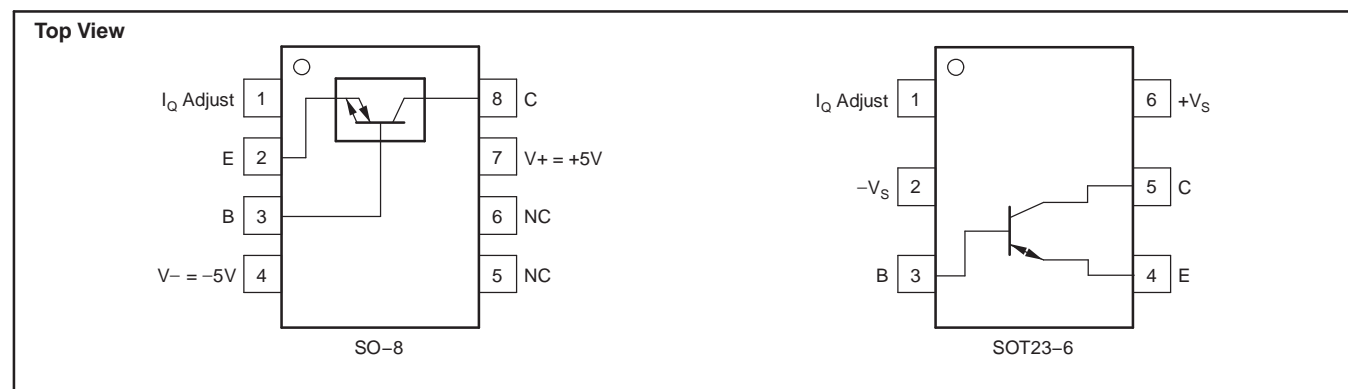 Top View
I_Q Adjust 1
E 2
B 3
V− = −5V 4
8 C
7 V+ = +5V
6 NC
5 NC
SO−8
I_Q Adjust 1
−V_S 2
B 3
6 +V_S
5 C
4 E
SOT23−6